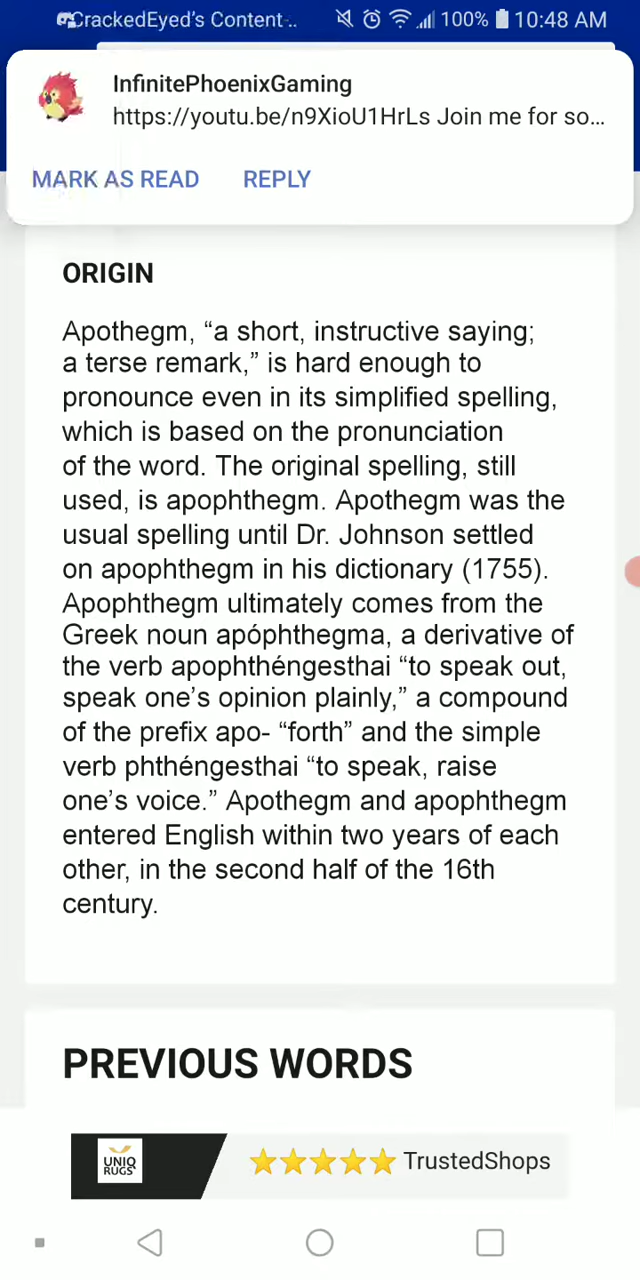 CrackedEyed's Content .. 100% 10:48 AM
InfinitePhoenixGaming
https://youtu.be/n9XioU1HrLs Join me for so...
MARK AS READ REPLY
ORIGIN
Apothegm, “a short, instructive saying;
a terse remark,” is hard enough to
pronounce even in its simplified spelling,
which is based on the pronunciation
of the word. The original spelling, still
used, is apophthegm. Apothegm was the
usual spelling until Dr. Johnson settled
on apophthegm in his dictionary (1755).
Apophthegm ultimately comes from the
Greek noun apóphthegma, a derivative of
the verb apophthéngesthai “to speak out,
speak one’s opinion plainly,” a compound
of the prefix apo- “forth” and the simple
verb phthéngesthai “to speak, raise
one’s voice.” Apothegm and apophthegm
entered English within two years of each
other, in the second half of the 16th
century.
PREVIOUS WORDS
UNIQ
RUGS
TrustedShops